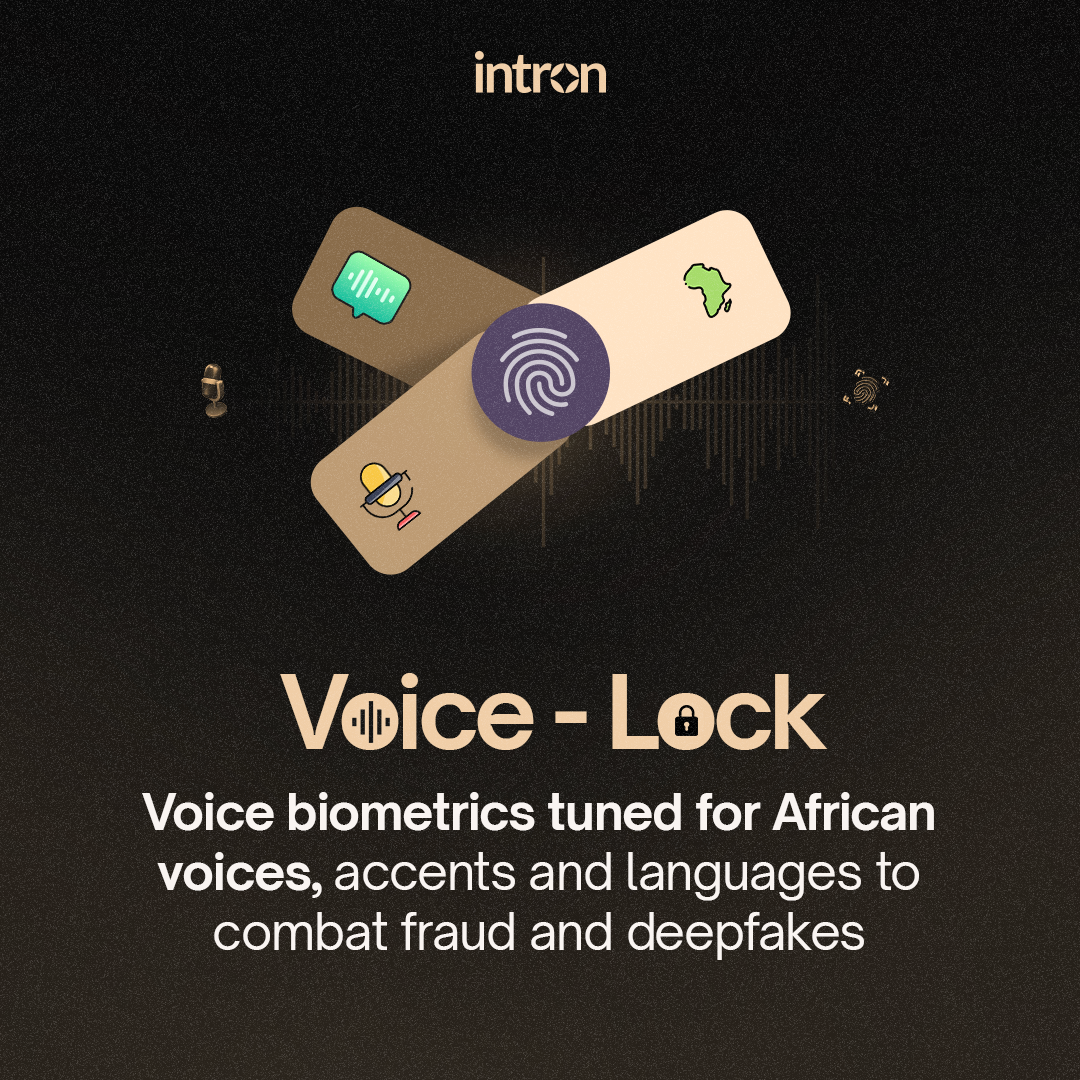 intron
Voice - Lock
Voice biometrics tuned for African
voices, accents and languages to
combat fraud and deepfakes